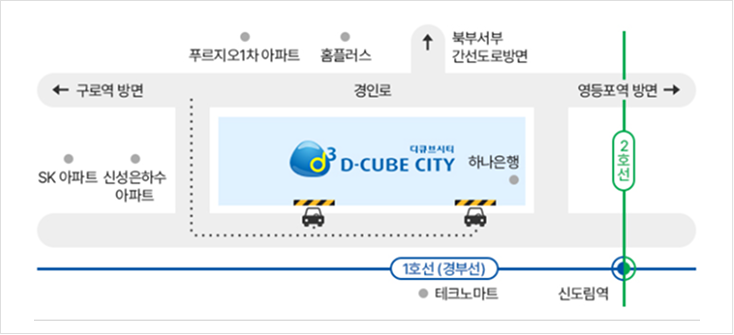 푸르지오1차 아파트
홈플러스
북부서부
간선도로방면
구로역 방면
경인로
영등포역 방면
d3
디큐브시티
D-CUBE CITY
하나은행
2호선
SK 아파트
신성은하수
아파트
1호선 (경부선)
테크노마트
신도림역